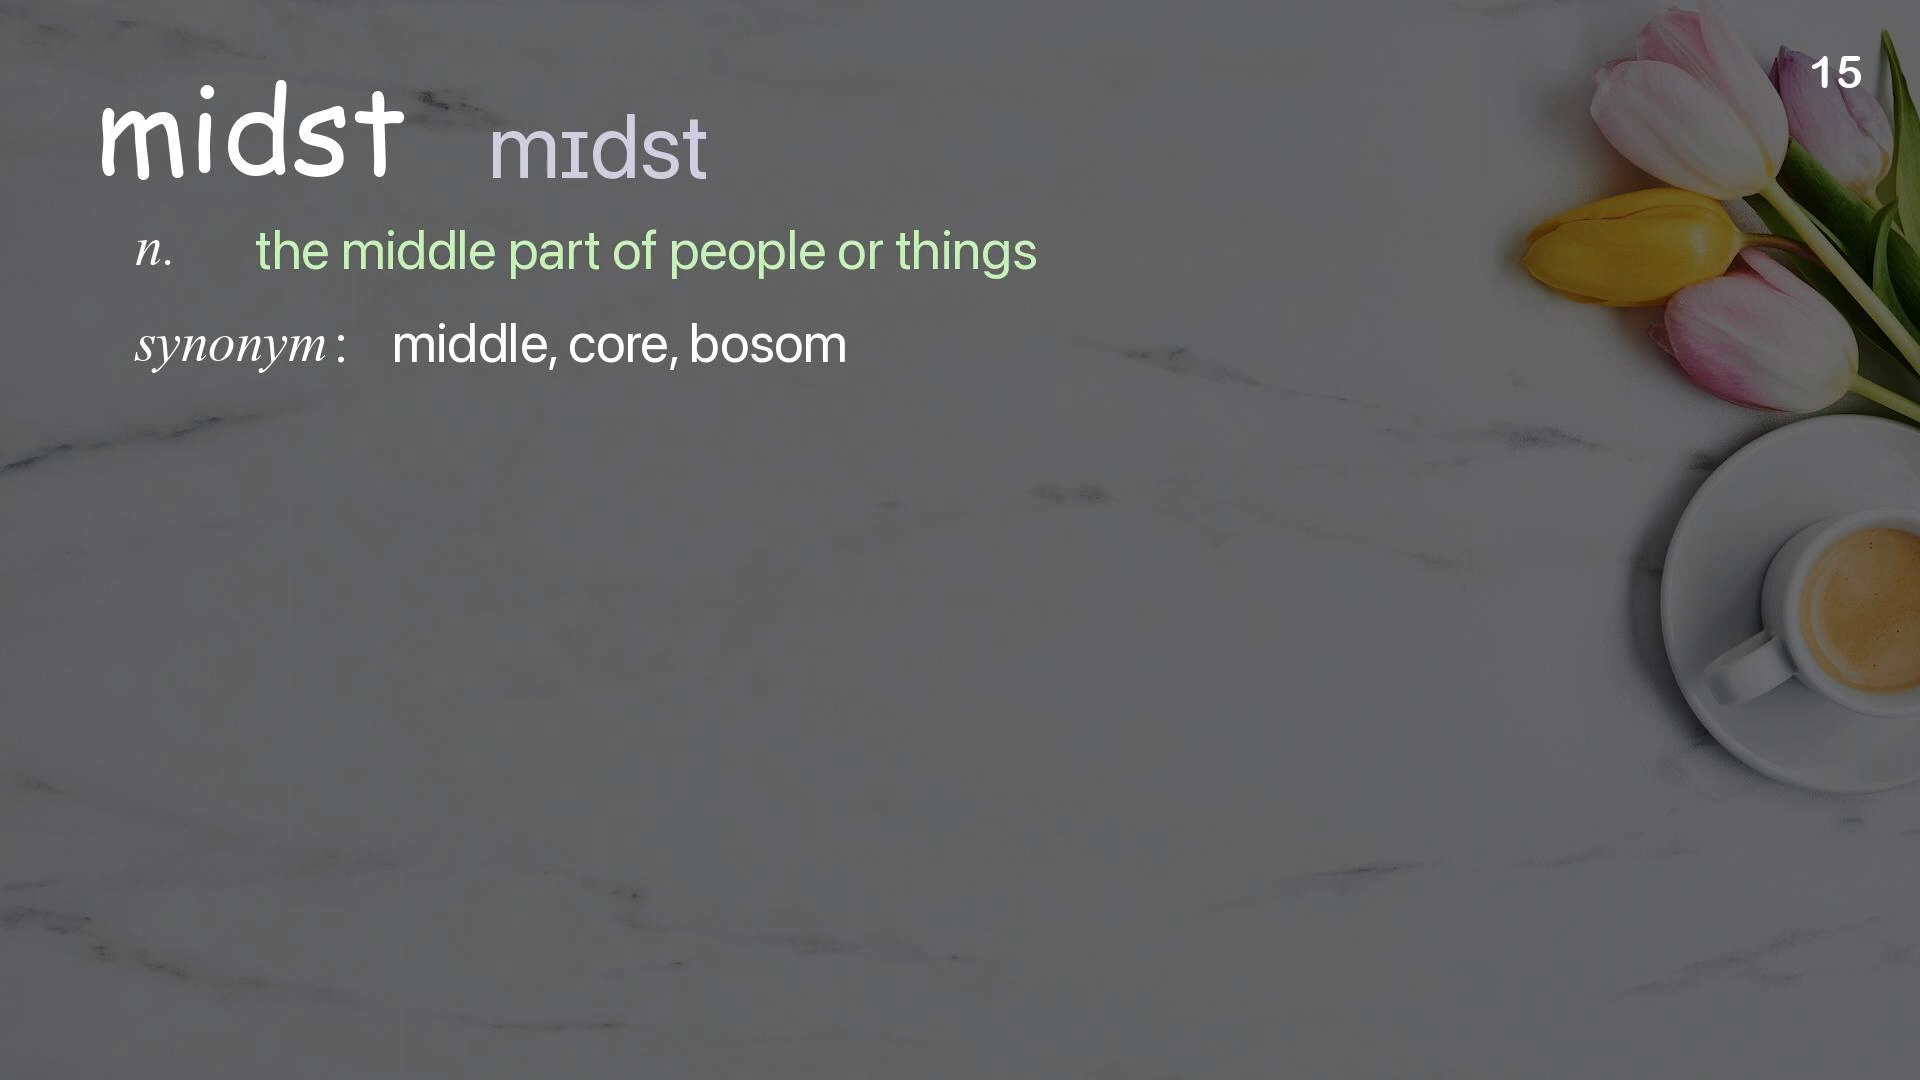 15
midst mɪdst
n. the middle part of people or things
synonym : middle, core, bosom